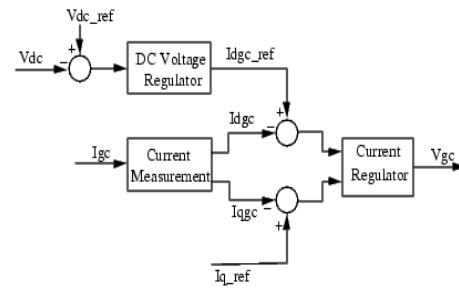 Vdc_ref
+
Vdc
−
DC Voltage
Regulator
Idgc_ref
+
Idgc
−
Igc
Current
Measurement
Current
Regulator
Vgc
Iqgc
−
+
Iq_ref